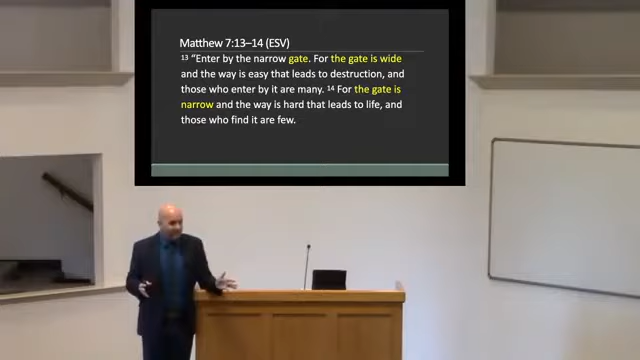 Matthew 7:13–14 (ESV)
13 “Enter by the narrow gate. For the gate is wide
and the way is easy that leads to destruction, and
those who enter by it are many. 14 For the gate is
narrow and the way is hard that leads to life, and
those who find it are few.